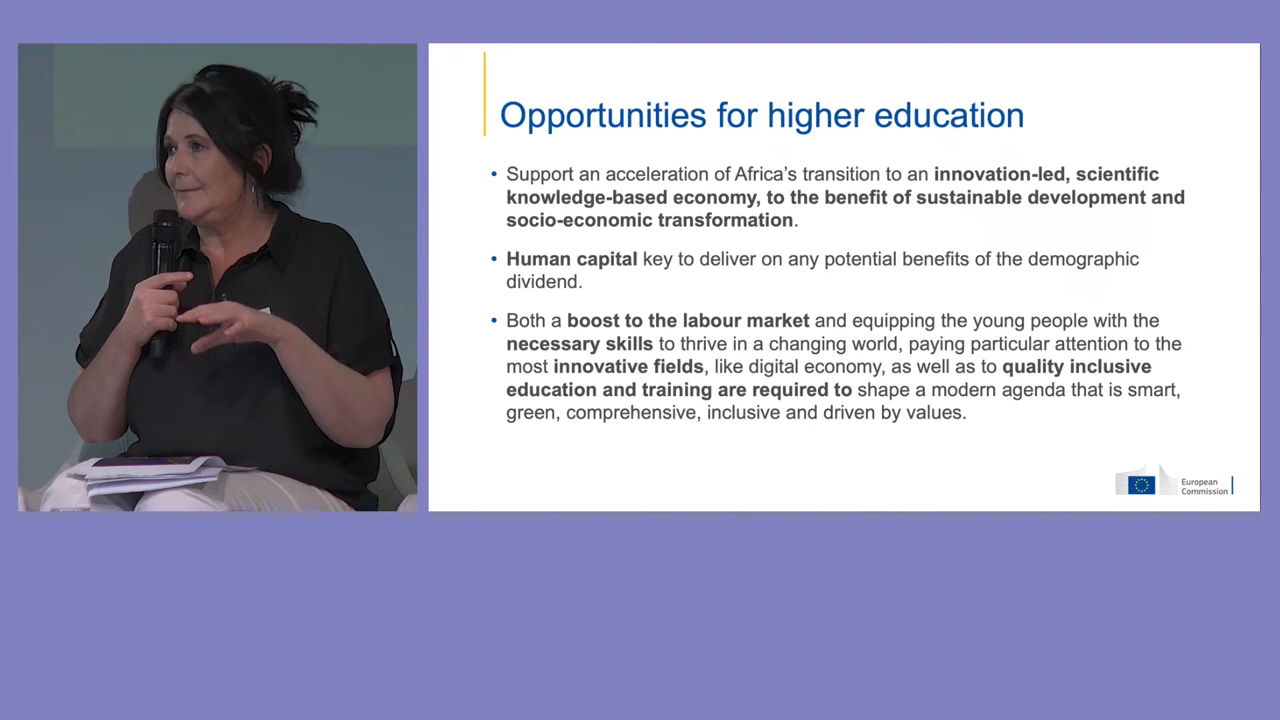 Opportunities for higher education
• Support an acceleration of Africa's transition to an innovation-led, scientific
knowledge-based economy, to the benefit of sustainable development and
socio-economic transformation.
• Human capital key to deliver on any potential benefits of the demographic
dividend.
• Both a boost to the labour market and equipping the young people with the
necessary skills to thrive in a changing world, paying particular attention to the
most innovative fields, like digital economy, as well as to quality inclusive
education and training are required to shape a modern agenda that is smart,
green, comprehensive, inclusive and driven by values.
European
Commission